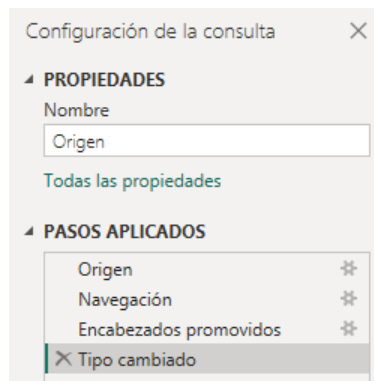 Configuración de la consulta
PROPIEDADES
Nombre
Origen
Todas las propiedades
PASOS APLICADOS
Origen
Navegación
Encabezados promovidos
Tipo cambiado